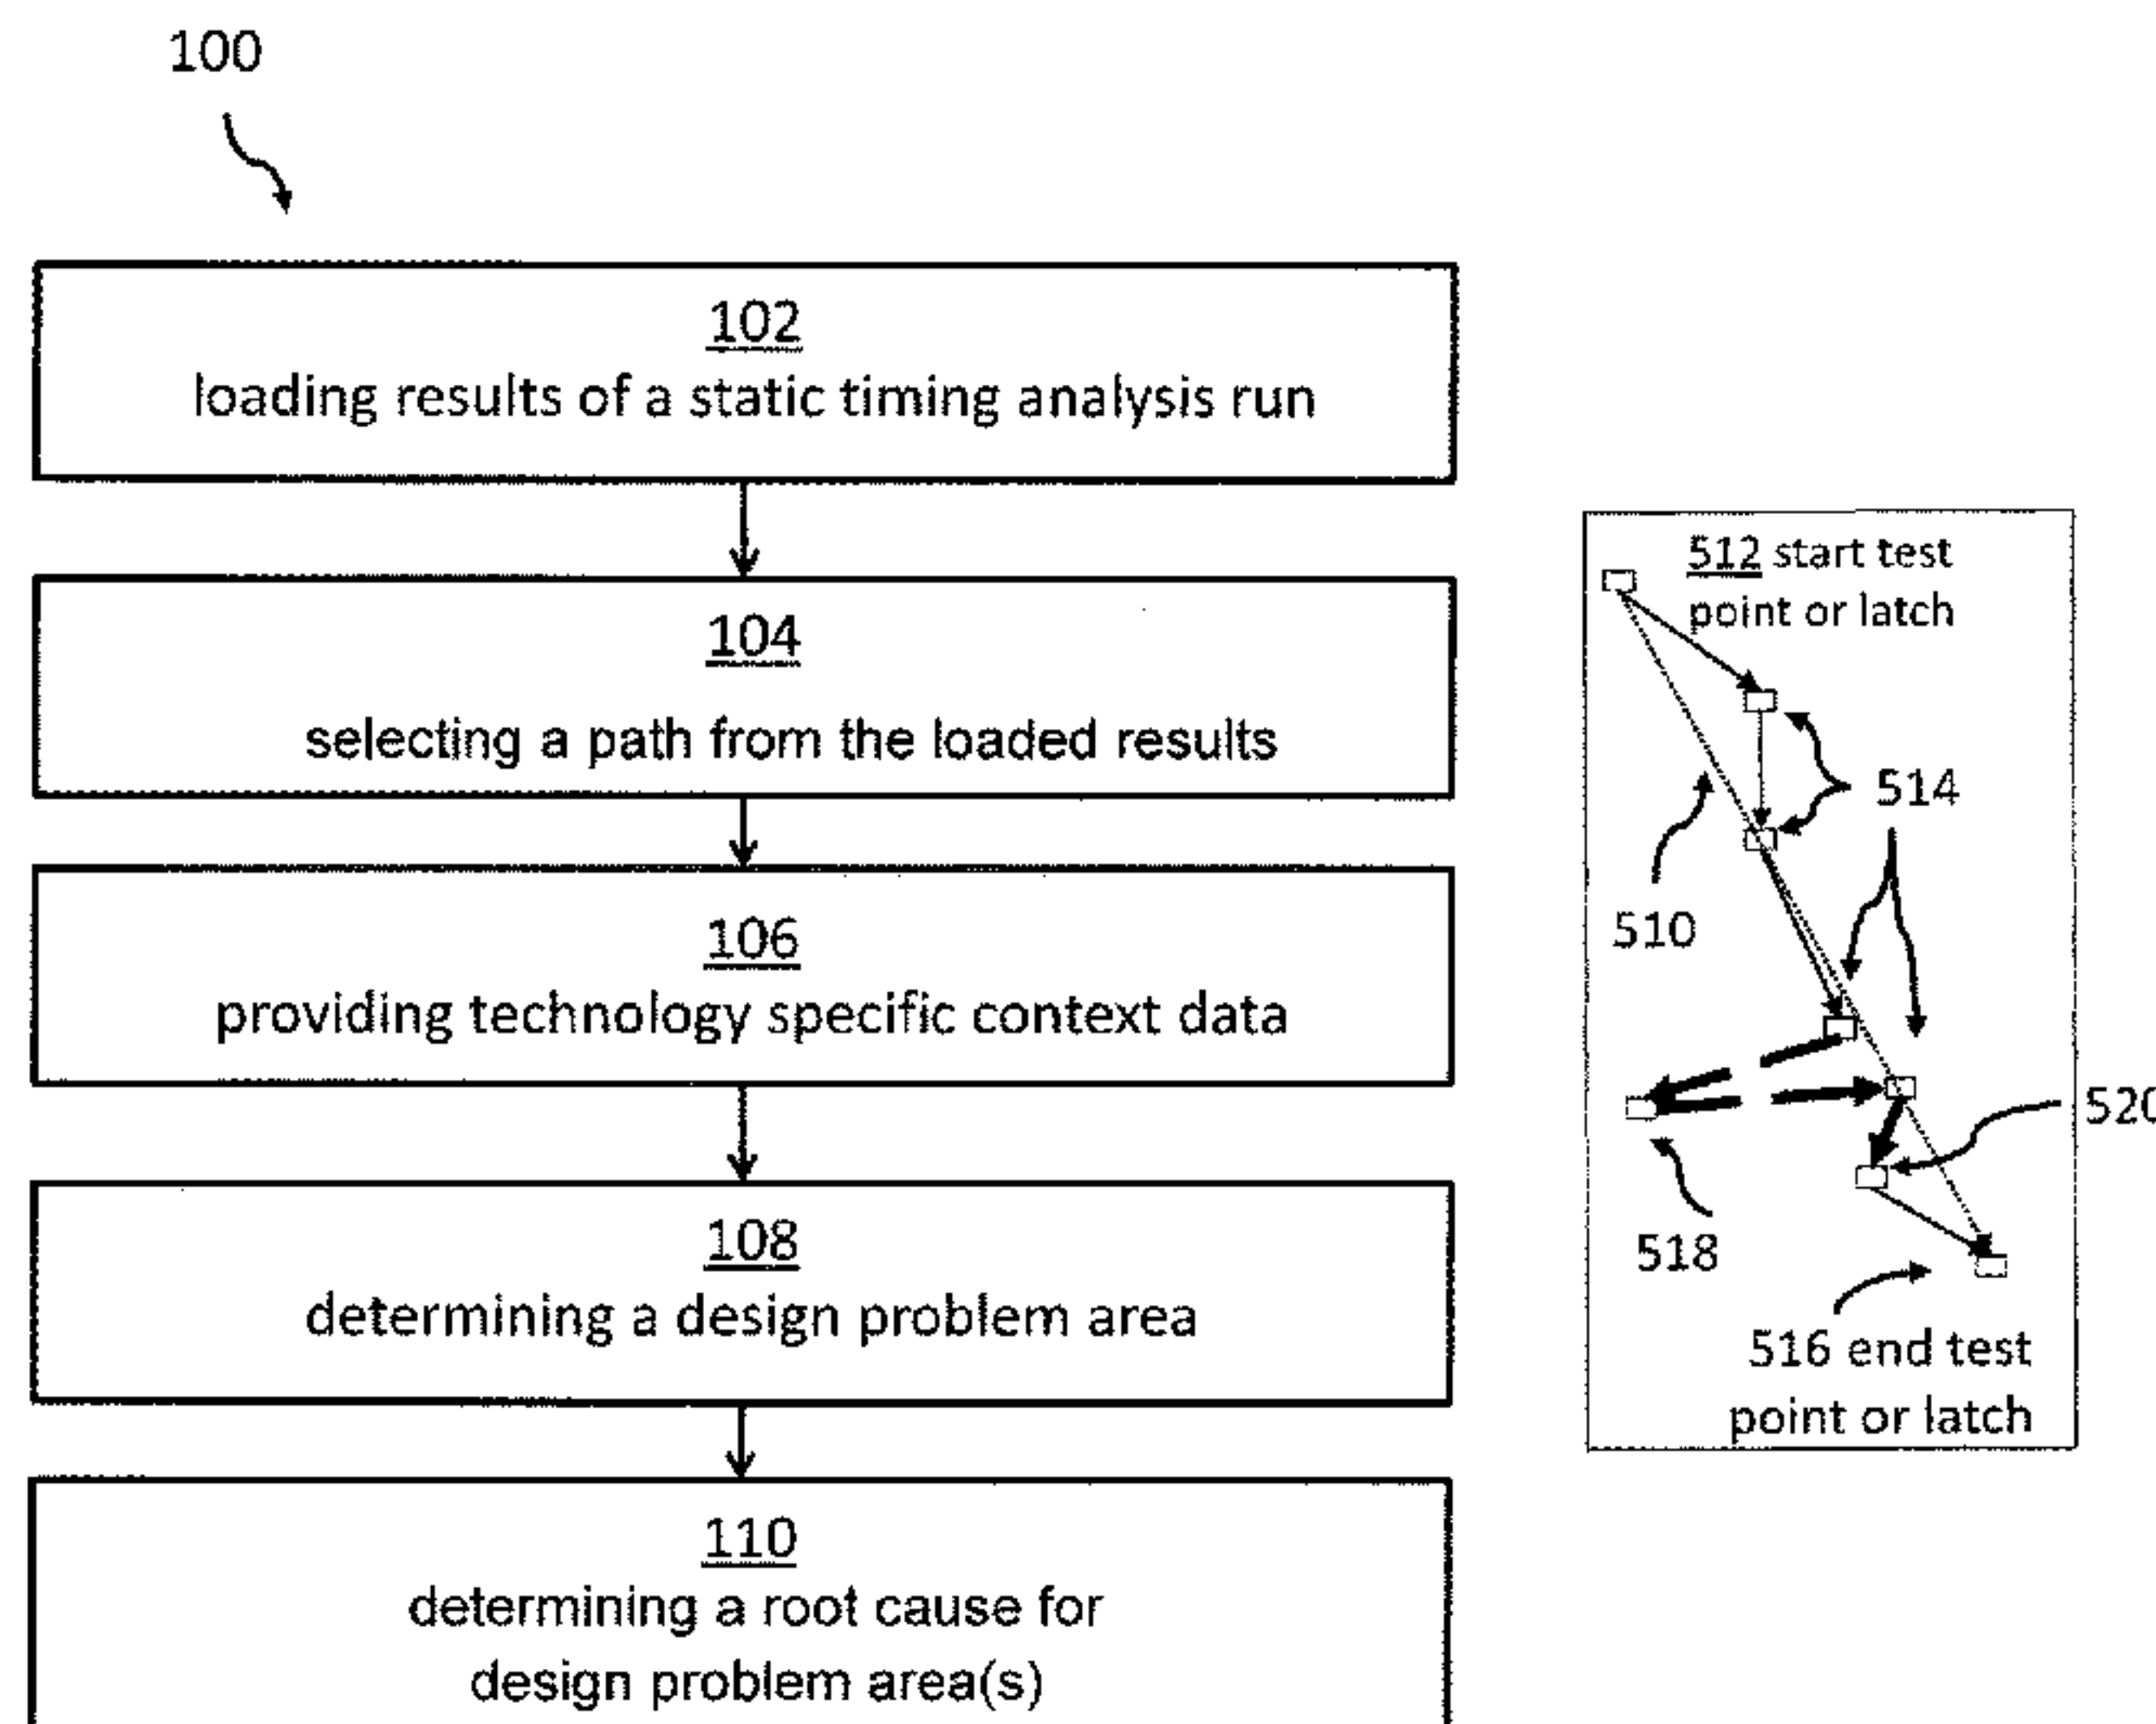 100
102
loading results of a static timing analysis run
104
selecting a path from the loaded results
106
providing technology specific context data
108
determining a design problem area
110
determining a root cause for
design problem area(s)
512 start test
point or latch
514
510
520
518
516 end test
point or latch